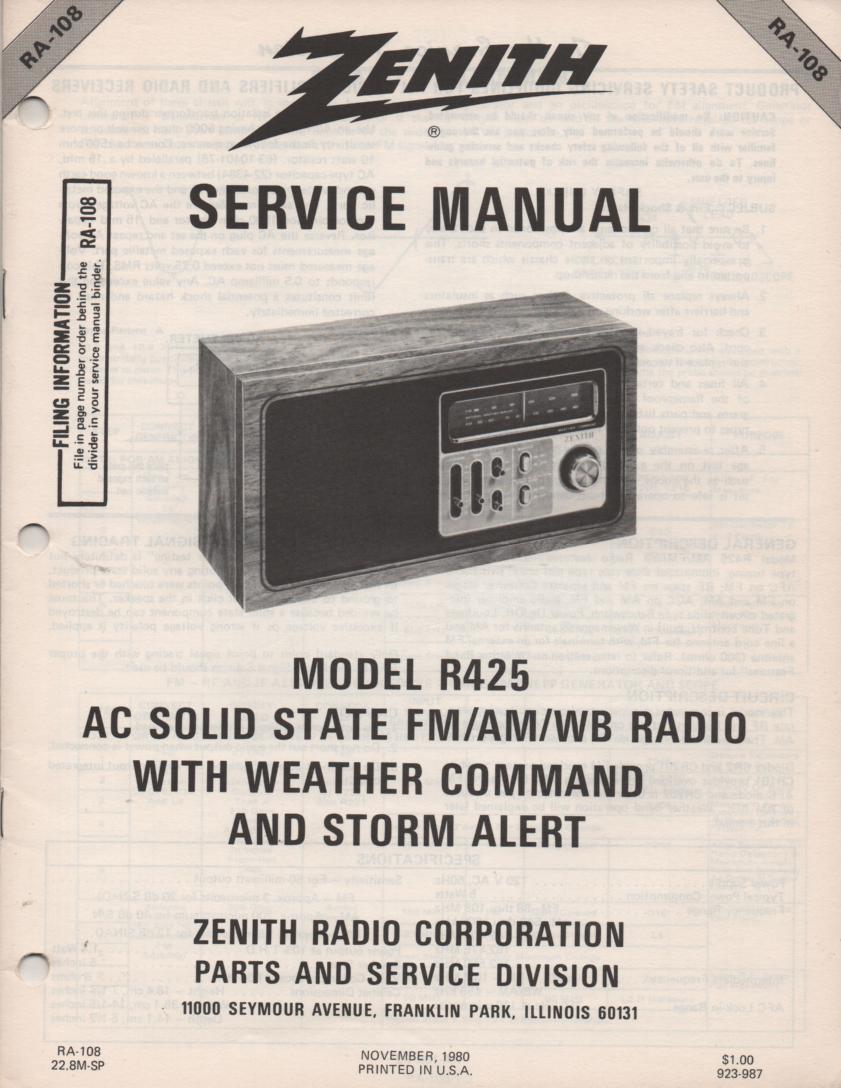 RA-108
RA-108
ZENITH
®
SERVICE MANUAL
FILING INFORMATION RA-108
File in page number order behind the
divider in your service manual binder.
ZENITH
MODEL R425
AC SOLID STATE FM/AM/WB RADIO
WITH WEATHER COMMAND
AND STORM ALERT
ZENITH RADIO CORPORATION
PARTS AND SERVICE DIVISION
11000 SEYMOUR AVENUE, FRANKLIN PARK, ILLINOIS 60131
RA-108
22.8M-SP
NOVEMBER, 1980
PRINTED IN U.S.A.
$1.00
923-987